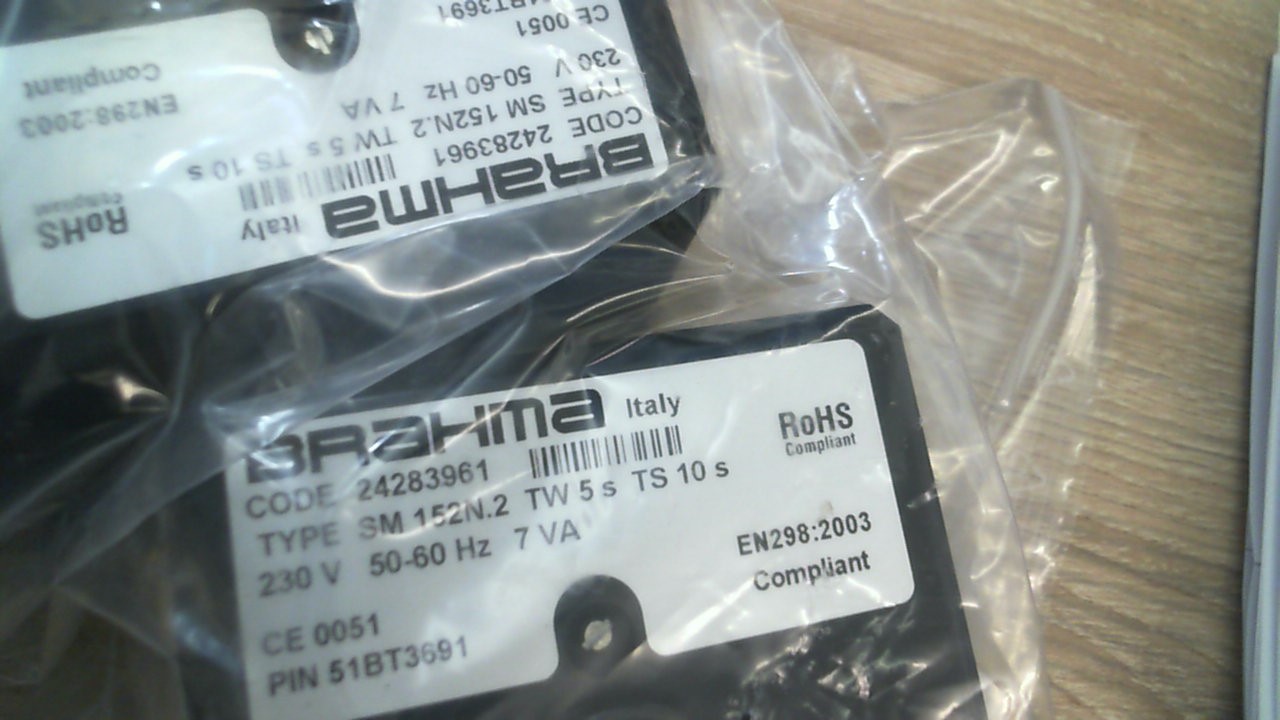 BRAHMA Italy
CODE 24283961
TYPE SM 152N.2 TW 5 s TS 10 s
230 V 50-60 Hz 7 VA
CE 0051
51BT3691
RoHS
Compliant
EN298:2003
Compliant
BRAHMA Italy
CODE 24283961
TYPE SM 152N.2 TW 5 s TS 10 s
230 V 50-60 Hz 7 VA
CE 0051
PIN 51BT3691
RoHS
Compliant
EN298:2003
Compliant